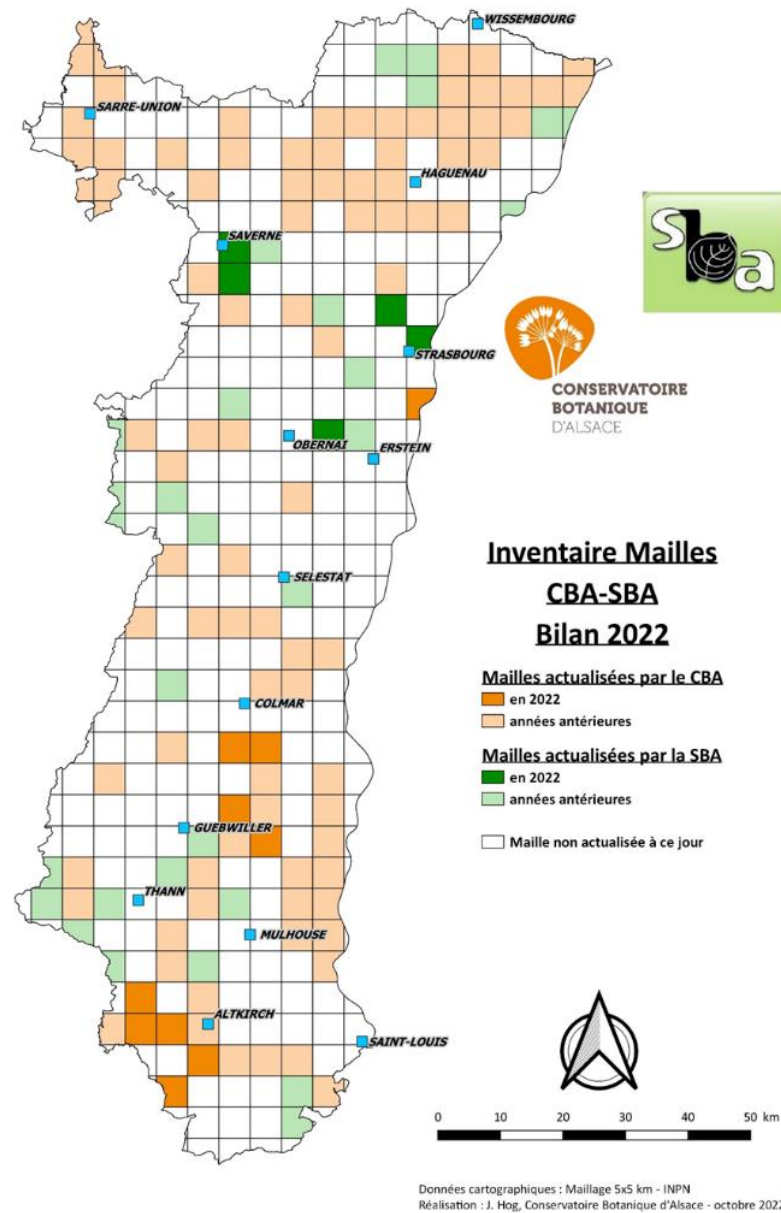 WISSEMBOURG
SARRE-UNION
HAGUENAU
SAVERNE
sba
STRASBOURG
CONSERVATOIRE
BOTANIQUE
D'ALSACE
OBERNAI
ERSTEIN
Inventaire Mailles
CBA-SBA
Bilan 2022
SELESTAT
Mailles actualisées par le CBA
en 2022
années antérieures
COLMAR
Mailles actualisées par la SBA
en 2022
années antérieures
GUEBWILLER
Maille non actualisée à ce jour
THANN
MULHOUSE
ALTKIRCH
SAINT-LOUIS
0 10 20 30 40 50 km
Données cartographiques : Maillage 5x5 km - INPN
Réalisation : J. Hog, Conservatoire Botanique d'Alsace - octobre 2022